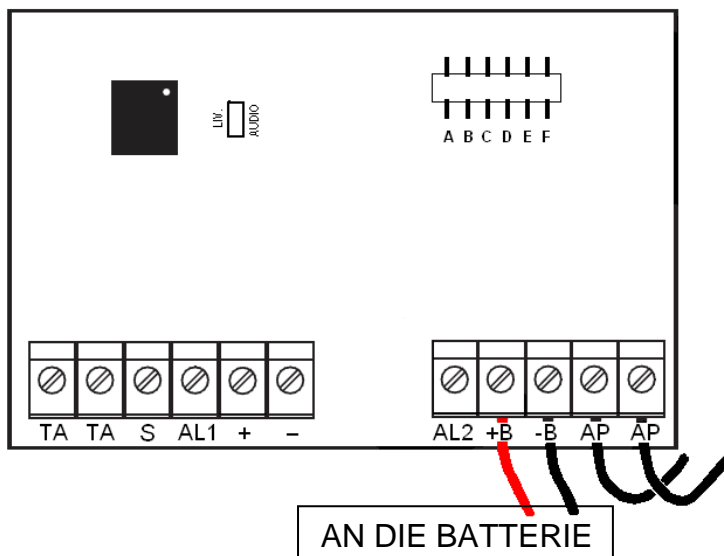 LIV.
AUDIO
A B C D E F
TA TA S AL1 + –
AL2 +B -B AP AP
AN DIE BATTERIE